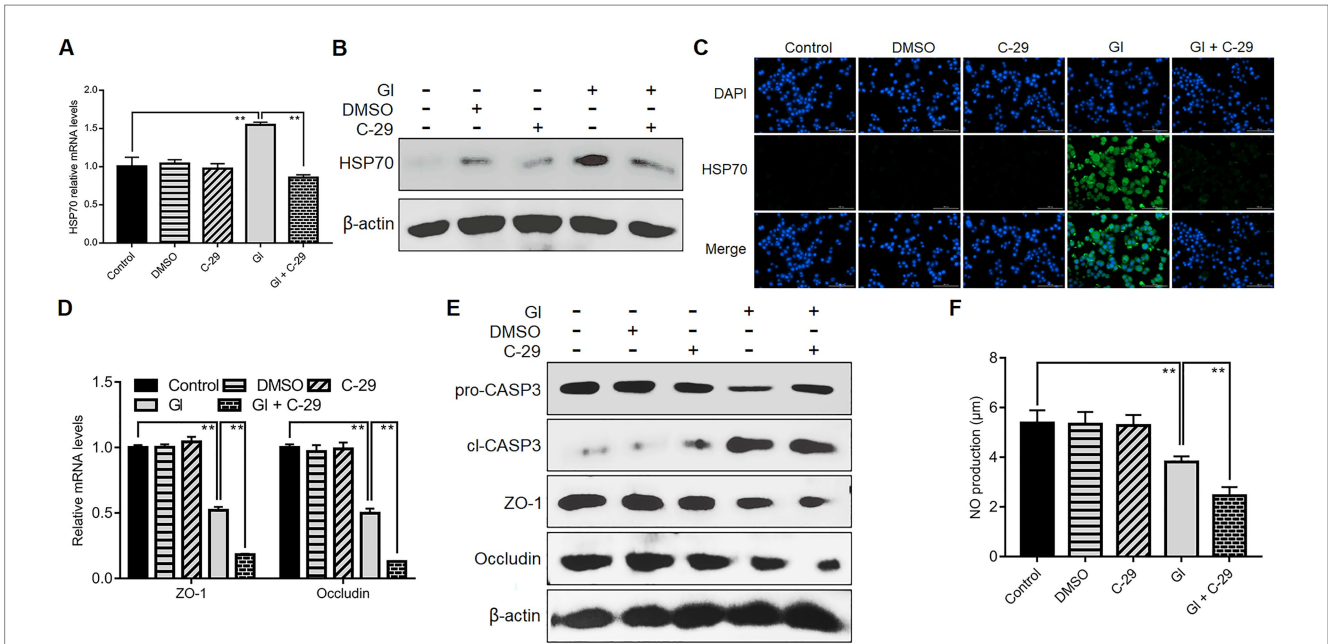 A
HSP70 relative mRNA levels
2.0
1.5
1.0
0.5
0.0
** **
Control
DMSO
C-29
GI
GI + C-29
B
GI - - - + +
DMSO - + - - -
C-29 - - + - +
HSP70
β-actin
C
Control DMSO C-29 GI GI + C-29
DAPI
HSP70
Merge
D
Relative mRNA levels
1.5
1.0
0.5
0.0
Control DMSO C-29
GI GI + C-29
** ** ** **
ZO-1 Occludin
E
GI - - - + +
DMSO - + - - -
C-29 - - + - +
pro-CASP3
cl-CASP3
ZO-1
Occludin
β-actin
F
NO production (μm)
8
6
4
2
0
** **
Control
DMSO
C-29
GI
GI + C-29